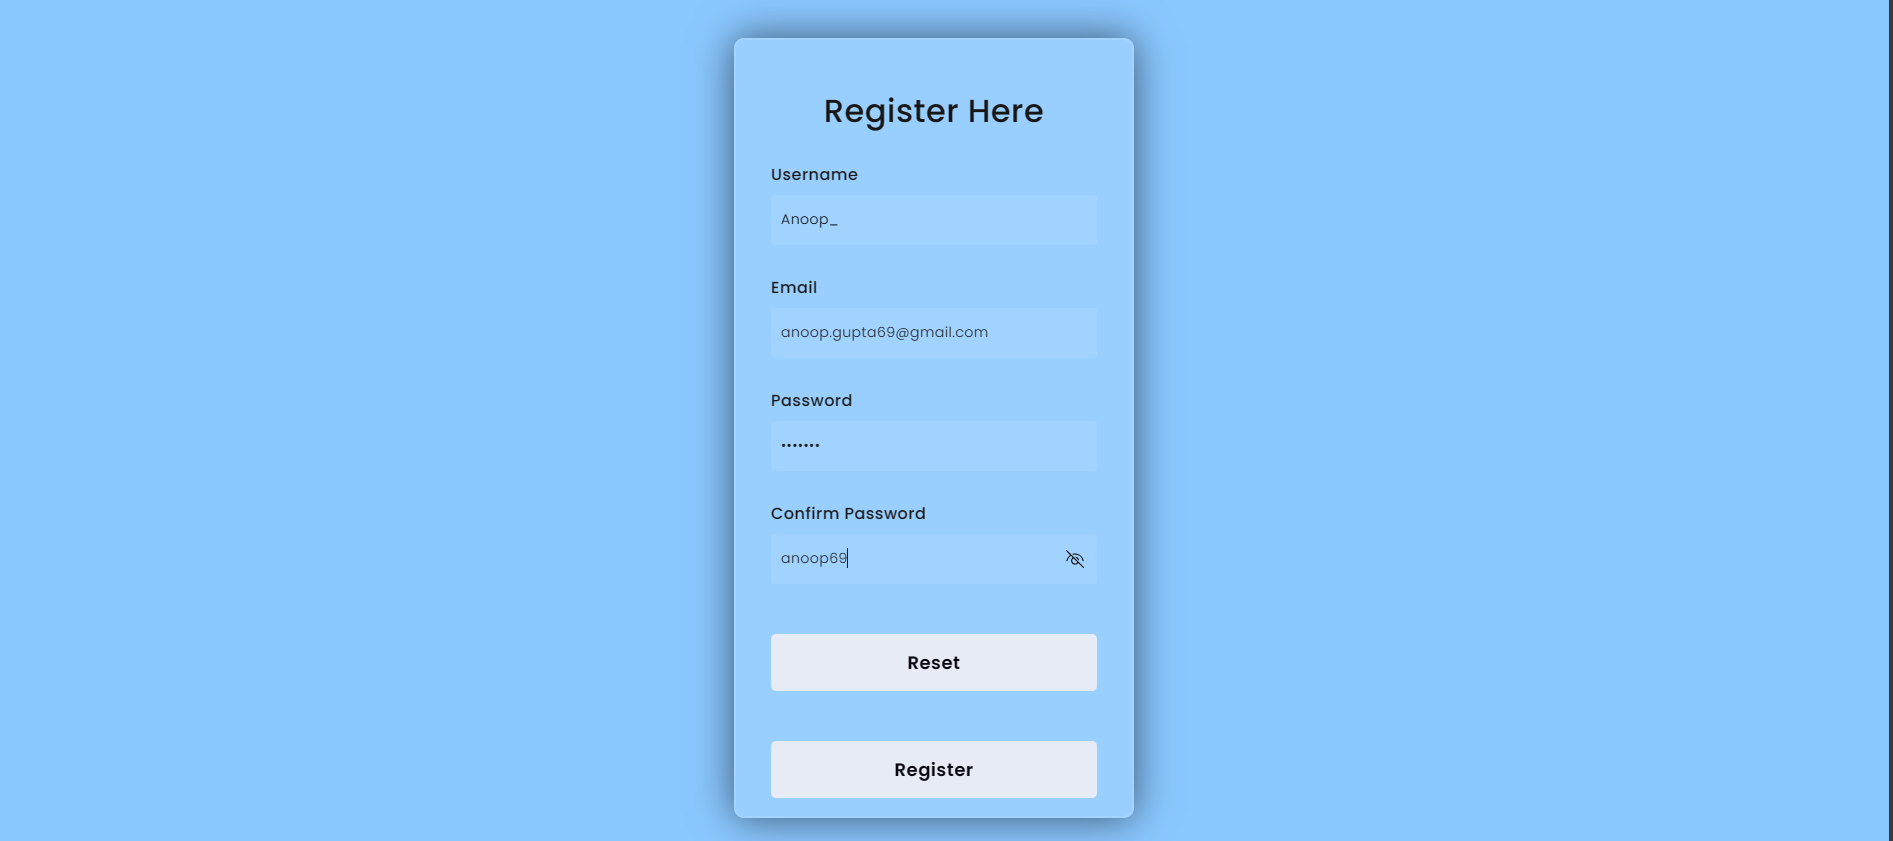 Register Here
Username
Anoop_
Email
anoop.gupta69@gmail.com
Password
•••••••
Confirm Password
anoop69
Reset
Register